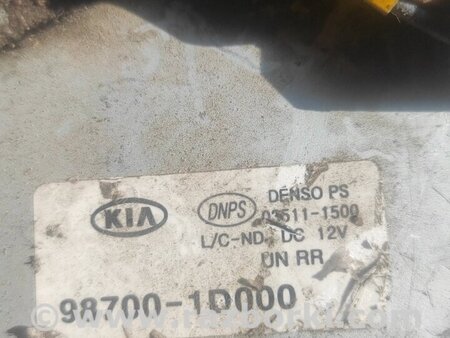 KIA
DNPS
DENSO PS
03511-1500
L/C-ND. DC 12V
UN RR
98700-1D000